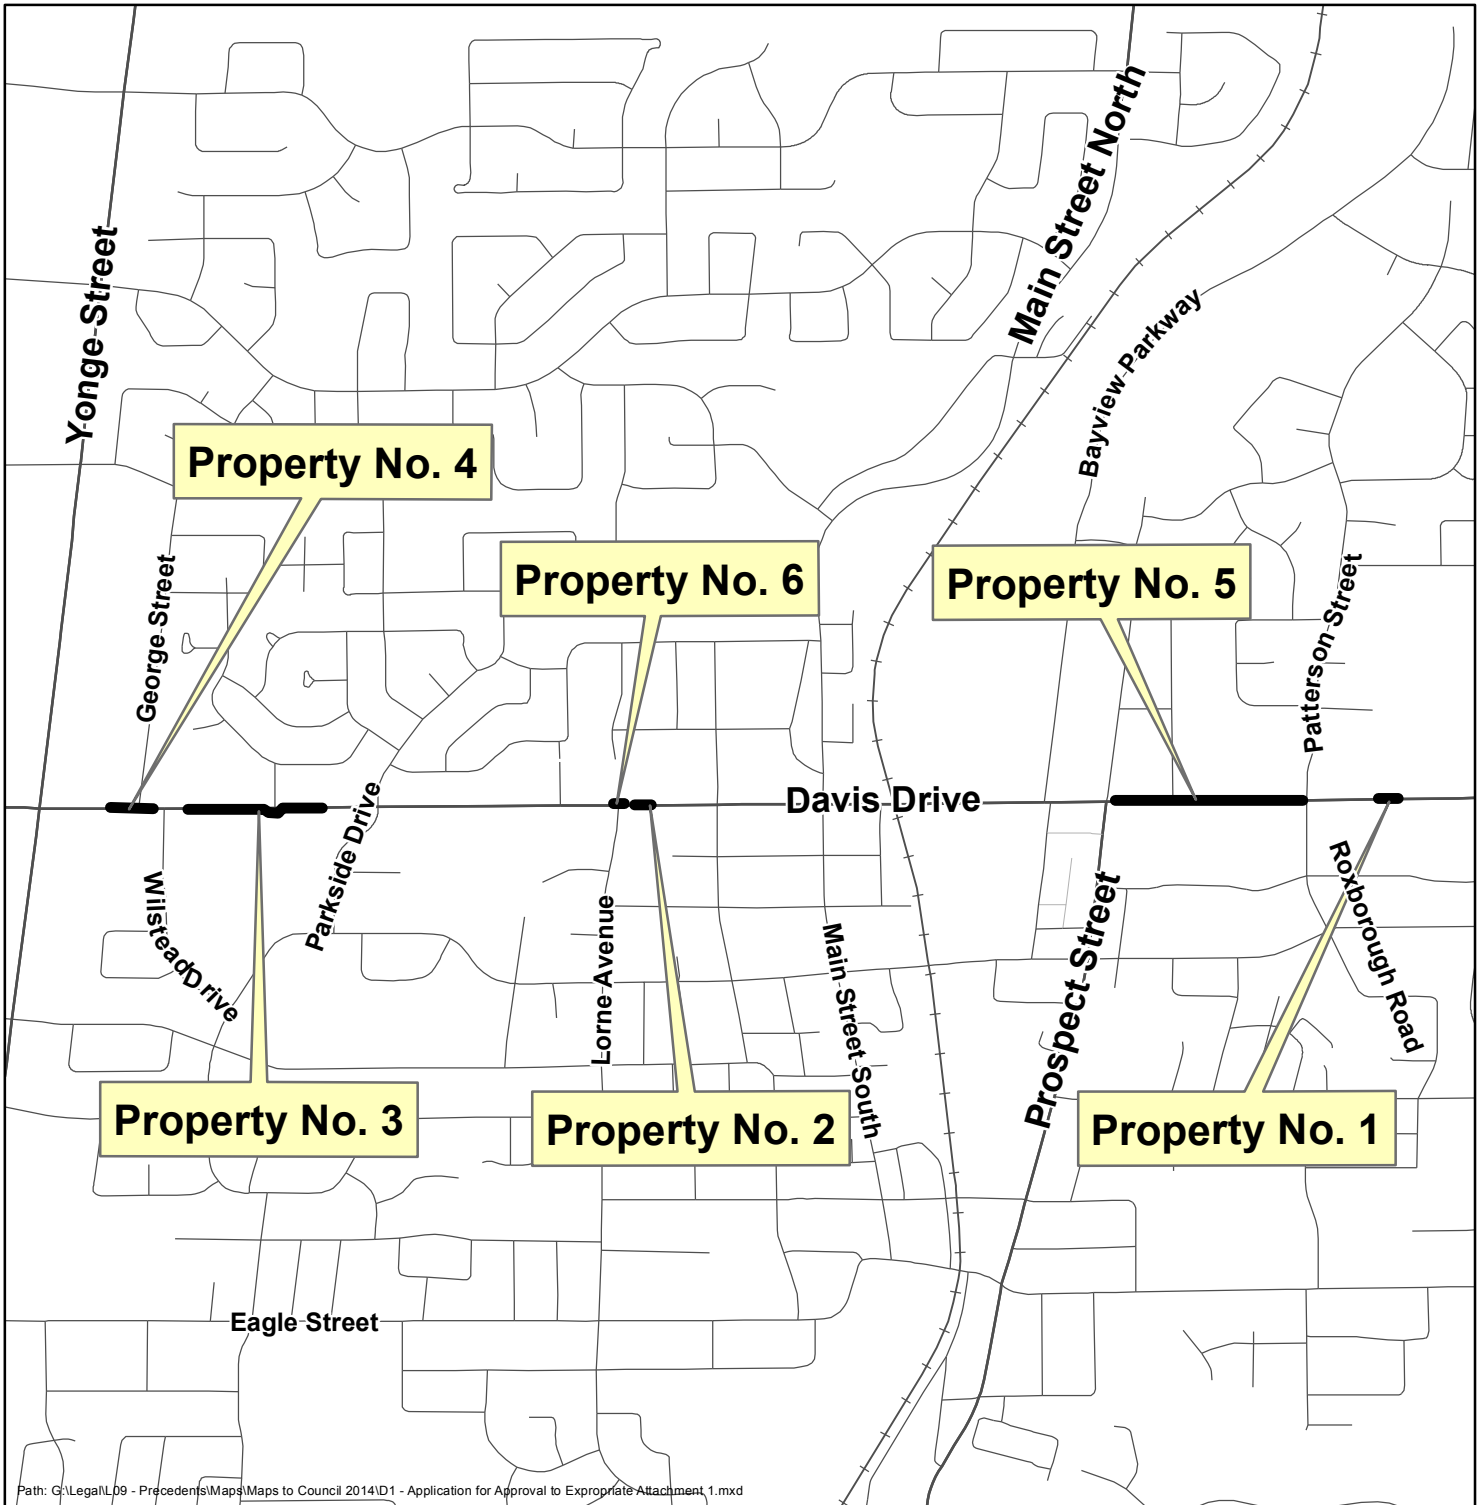 Main Street North
Yonge Street
Bayview Parkway
Property No. 4
Property No. 6
Property No. 5
George Street
Patterson Street
Davis Drive
Parkside Drive
Roxborough Road
Wilstead Drive
Lorne Avenue
Main Street South
Prospect Street
Property No. 3
Property No. 2
Property No. 1
Eagle Street
Path: G:\Legal\L09 - Precedents\Maps\Maps to Council 2014\D1 - Application for Approval to Expropriate Attachment 1.mxd